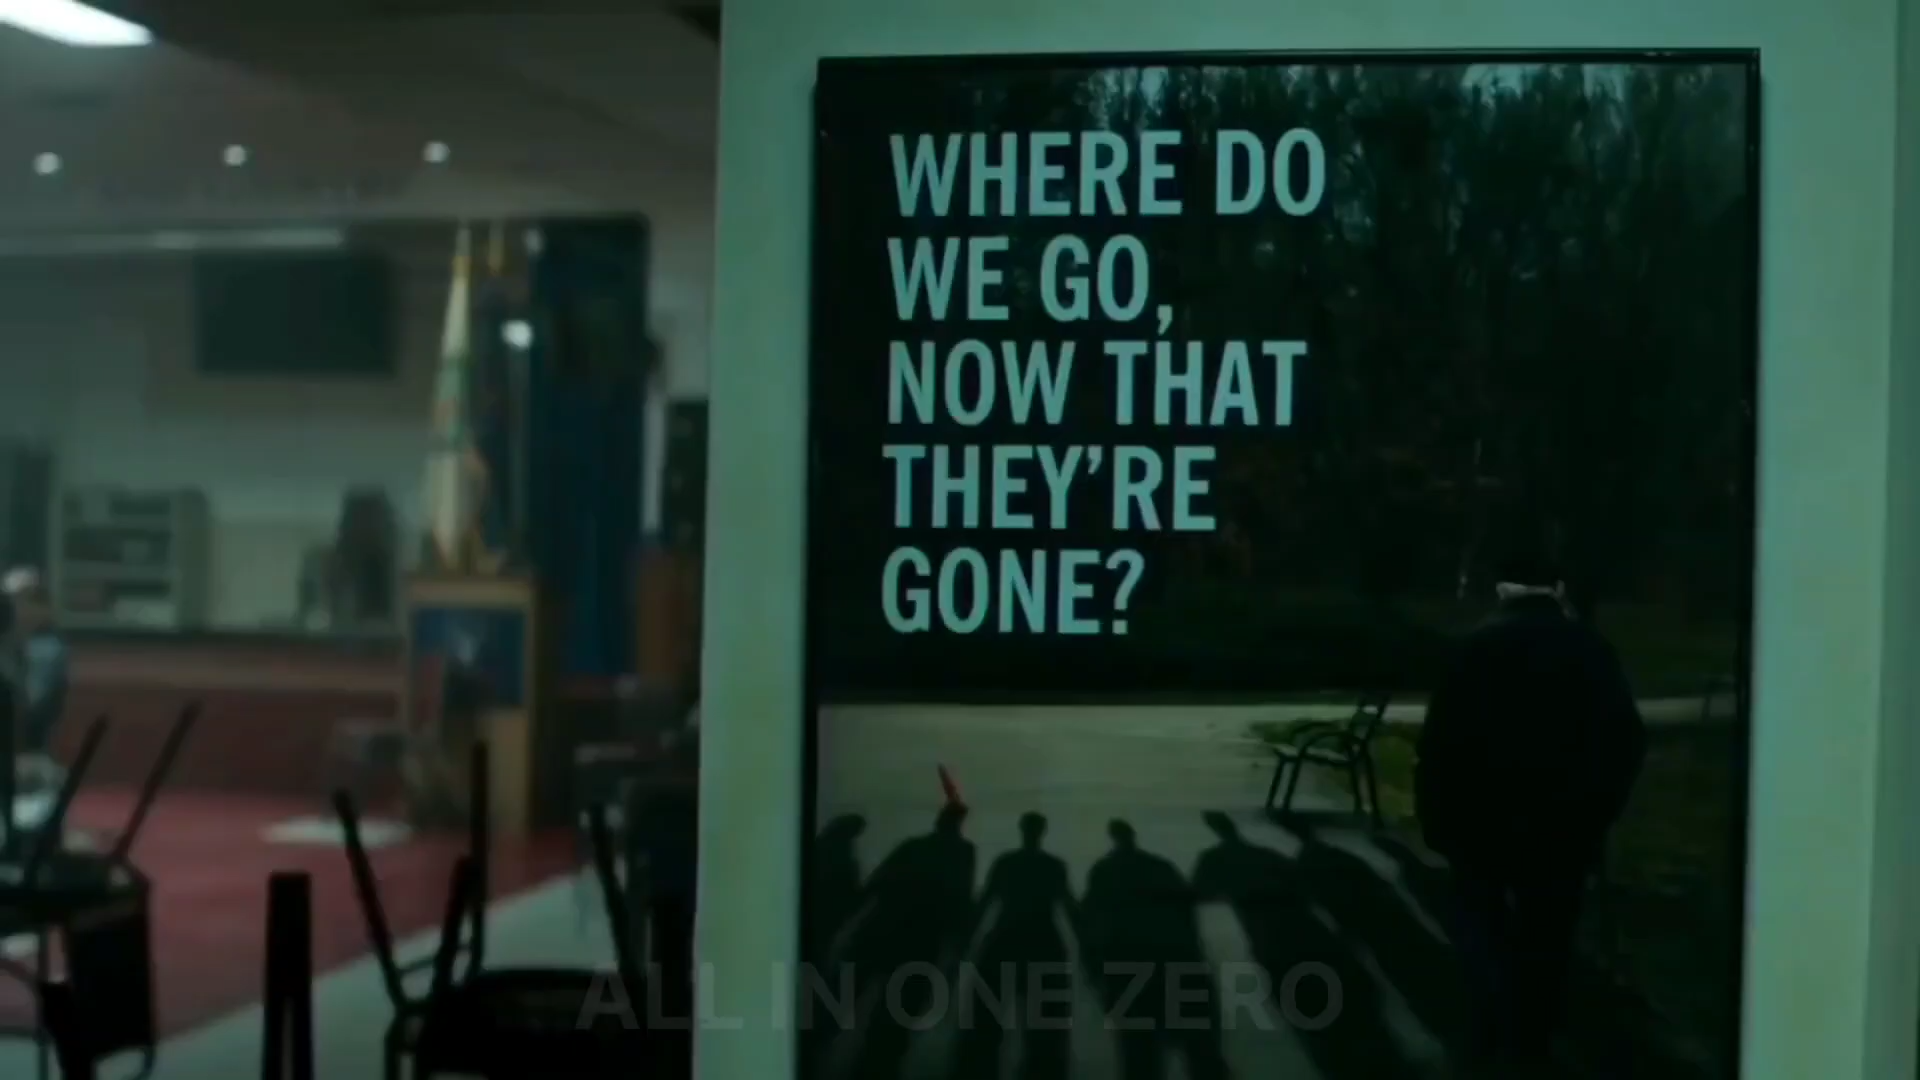 WHERE DO
WE GO,
NOW THAT
THEY'RE
GONE?
ALL IN ONE ZERO